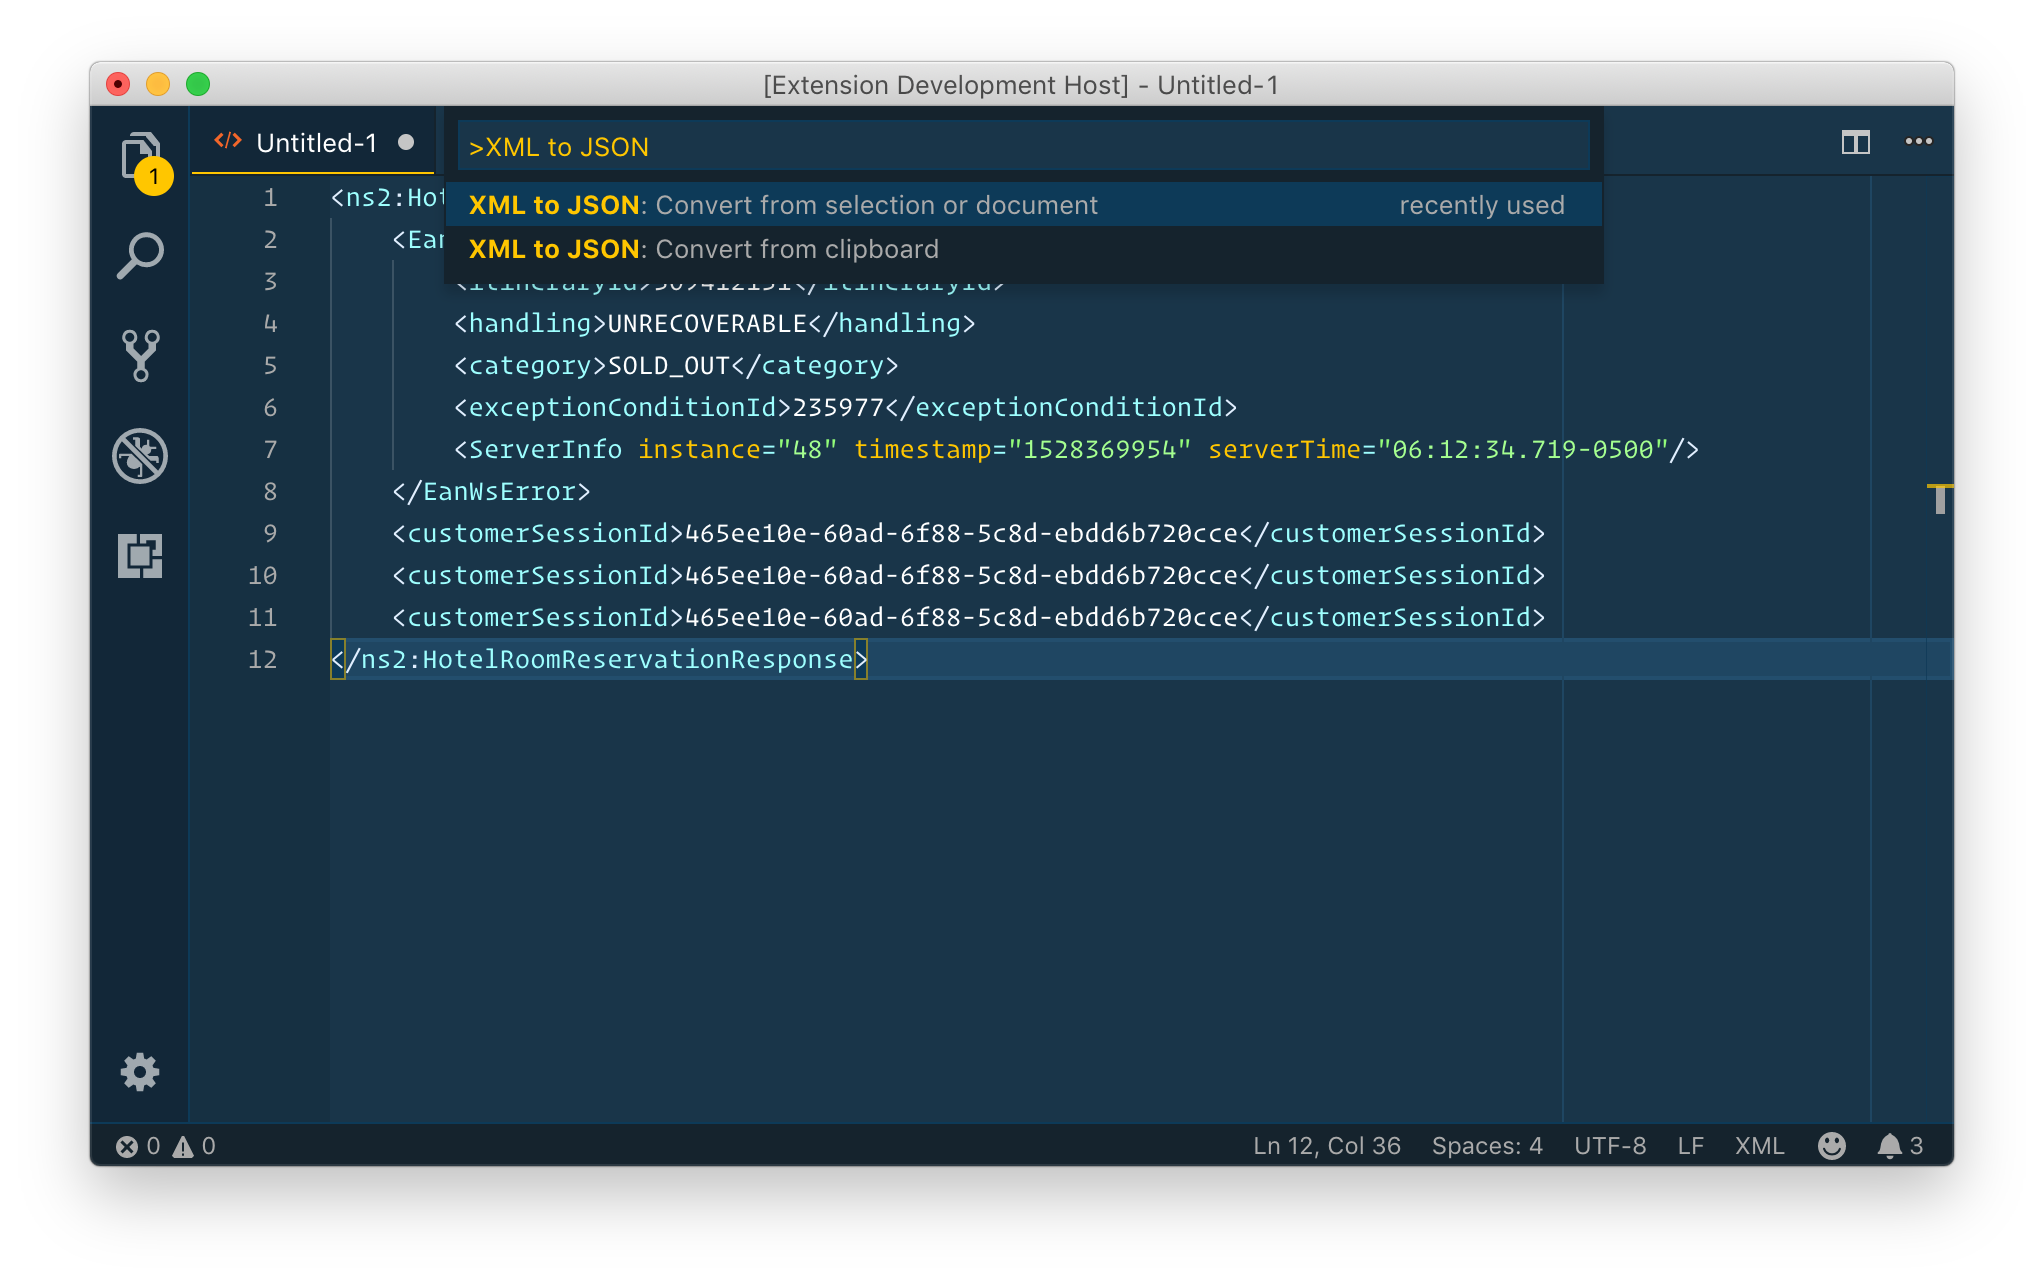 [Extension Development Host] - Untitled-1
Untitled-1
>XML to JSON
XML to JSON: Convert from selection or document recently used
XML to JSON: Convert from clipboard
1
1 <ns2:Hot
2 <Ean
3
4 <handling>UNRECOVERABLE</handling>
5 <category>SOLD_OUT</category>
6 <exceptionConditionId>235977</exceptionConditionId>
7 <ServerInfo instance="48" timestamp="1528369954" serverTime="06:12:34.719-0500"/>
8 </EanWsError>
9 <customerSessionId>465ee10e-60ad-6f88-5c8d-ebdd6b720cce</customerSessionId>
10 <customerSessionId>465ee10e-60ad-6f88-5c8d-ebdd6b720cce</customerSessionId>
11 <customerSessionId>465ee10e-60ad-6f88-5c8d-ebdd6b720cce</customerSessionId>
12 </ns2:HotelRoomReservationResponse>
0 0 Ln 12, Col 36 Spaces: 4 UTF-8 LF XML 3